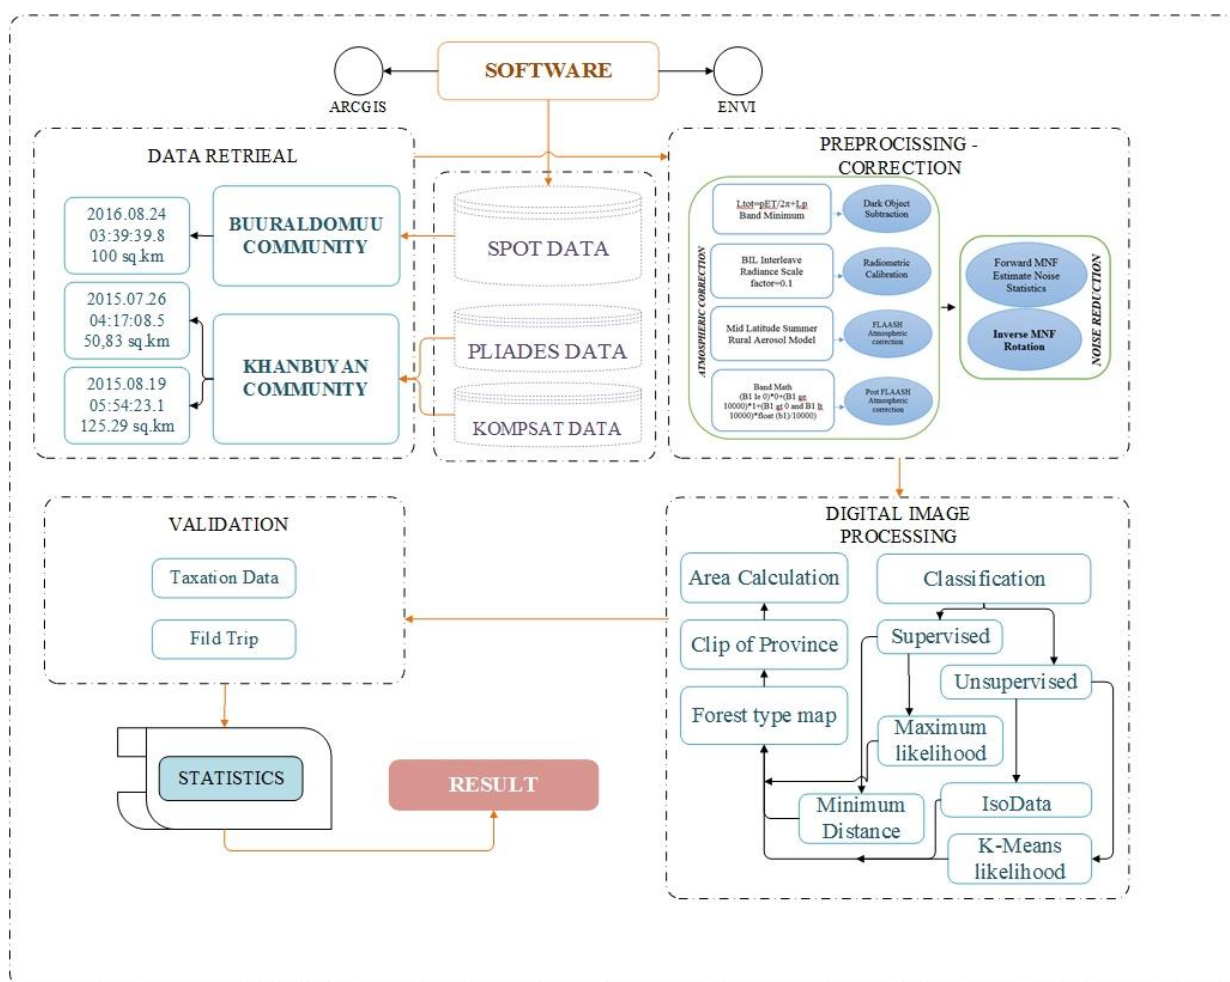 SOFTWARE
ARCGIS
ENVI
DATA RETRIEAL
2016.08.24
03:39:39.8
100 sq.km
BUURALDOMUU
COMMUNITY
2015.07.26
04:17:08.5
50,83 sq.km
KHANBUYAN
COMMUNITY
2015.08.19
05:54:23.1
125.29 sq.km
SPOT DATA
PLIADES DATA
KOMPSAT DATA
PREPROCISSING -
CORRECTION
ATMOSPHERIC CORRECTION
Ltot=pET/2π+Lp
Band Minimum
Dark Object
Subtraction
BIL Interleave
Radiance Scale
factor=0.1
Radiometric
Calibration
Mid Latitude Summer
Rural Aerosol Model
FLAASH
Atmospheric
correction
Band Math
(B1 le 0)*0+(B1 ge
10000)*1+(B1 gt 0 and B1 lt
10000)*float (b1)/10000)
Post FLAASH
Atmospheric
correction
Forward MNF
Estimate Noise
Statistics
Inverse MNF
Rotation
NOISE REDUCTION
VALIDATION
Taxation Data
Fild Trip
STATISTICS
RESULT
DIGITAL IMAGE
PROCESSING
Area Calculation
Classification
Clip of Province
Supervised
Unsupervised
Forest type map
Maximum
likelihood
Minimum
Distance
IsoData
K-Means
likelihood